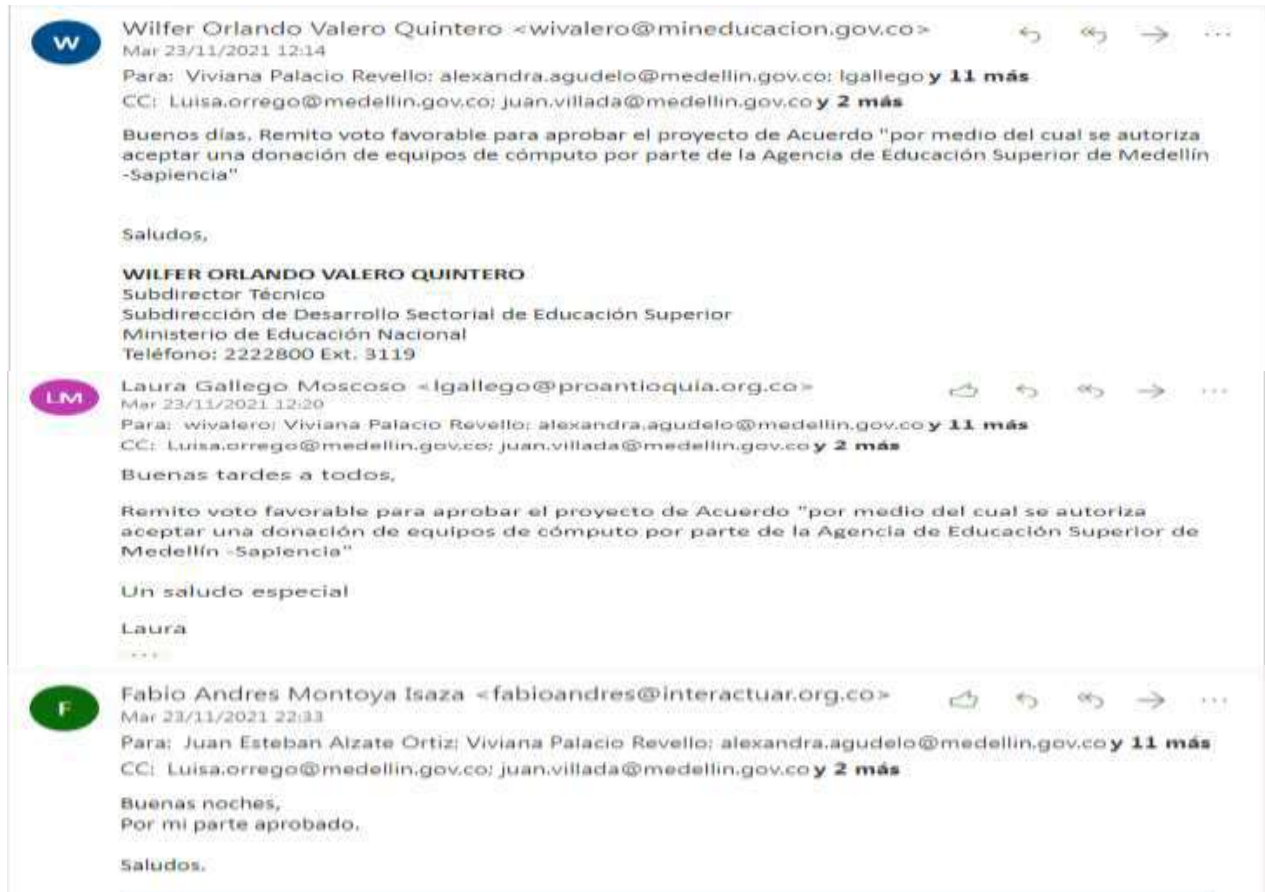 W
Wilfer Orlando Valero Quintero <wivalero@mineducacion.gov.co>
Mar 23/11/2021 12:14
Para: Viviana Palacio Revello; alexandra.agudelo@medellin.gov.co; lgallego y 11 más
CC: Luisa.orrego@medellin.gov.co; juan.villada@medellin.gov.co y 2 más
Buenos días. Remito voto favorable para aprobar el proyecto de Acuerdo "por medio del cual se autoriza
aceptar una donación de equipos de cómputo por parte de la Agencia de Educación Superior de Medellín
-Sapiencia"
Saludos,
WILFER ORLANDO VALERO QUINTERO
Subdirector Técnico
Subdirección de Desarrollo Sectorial de Educación Superior
Ministerio de Educación Nacional
Teléfono: 2222800 Ext. 3119
LM
Laura Gallego Moscoso <lgallego@proantioquia.org.co>
Mar 23/11/2021 12:20
Para: wivalero; Viviana Palacio Revello; alexandra.agudelo@medellin.gov.co y 11 más
CC: Luisa.orrego@medellin.gov.co; juan.villada@medellin.gov.co y 2 más
Buenas tardes a todos,
Remito voto favorable para aprobar el proyecto de Acuerdo "por medio del cual se autoriza
aceptar una donación de equipos de cómputo por parte de la Agencia de Educación Superior de
Medellín -Sapiencia"
Un saludo especial
Laura
...
F
Fabio Andres Montoya Isaza <fabioandres@interactuar.org.co>
Mar 23/11/2021 22:33
Para: Juan Esteban Alzate Ortiz; Viviana Palacio Revello; alexandra.agudelo@medellin.gov.co y 11 más
CC: Luisa.orrego@medellin.gov.co; juan.villada@medellin.gov.co y 2 más
Buenas noches,
Por mi parte aprobado.
Saludos.